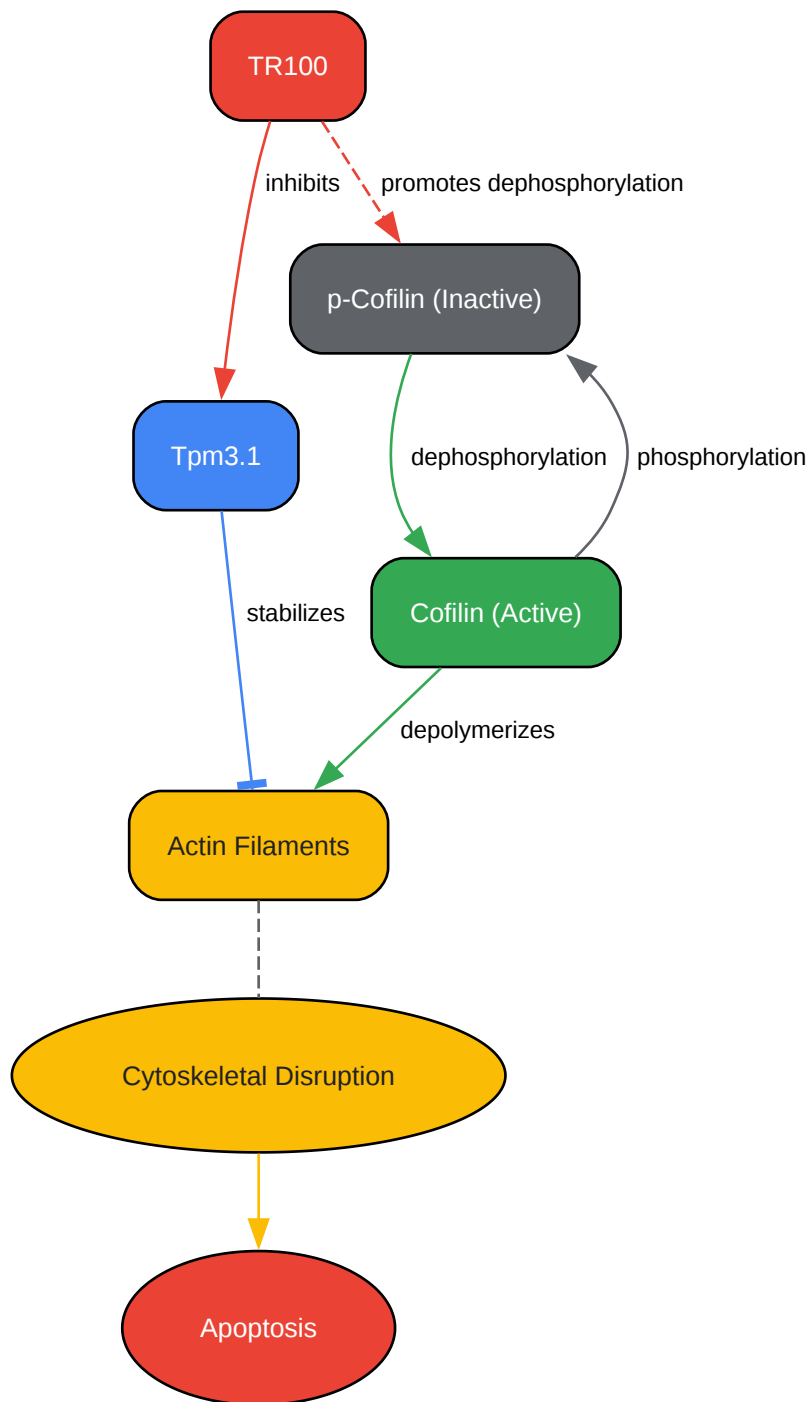 TR100
inhibits
promotes dephosphorylation
p-Cofilin (Inactive)
Tpm3.1
dephosphorylation
phosphorylation
stabilizes
Cofilin (Active)
depolymerizes
Actin Filaments
Cytoskeletal Disruption
Apoptosis